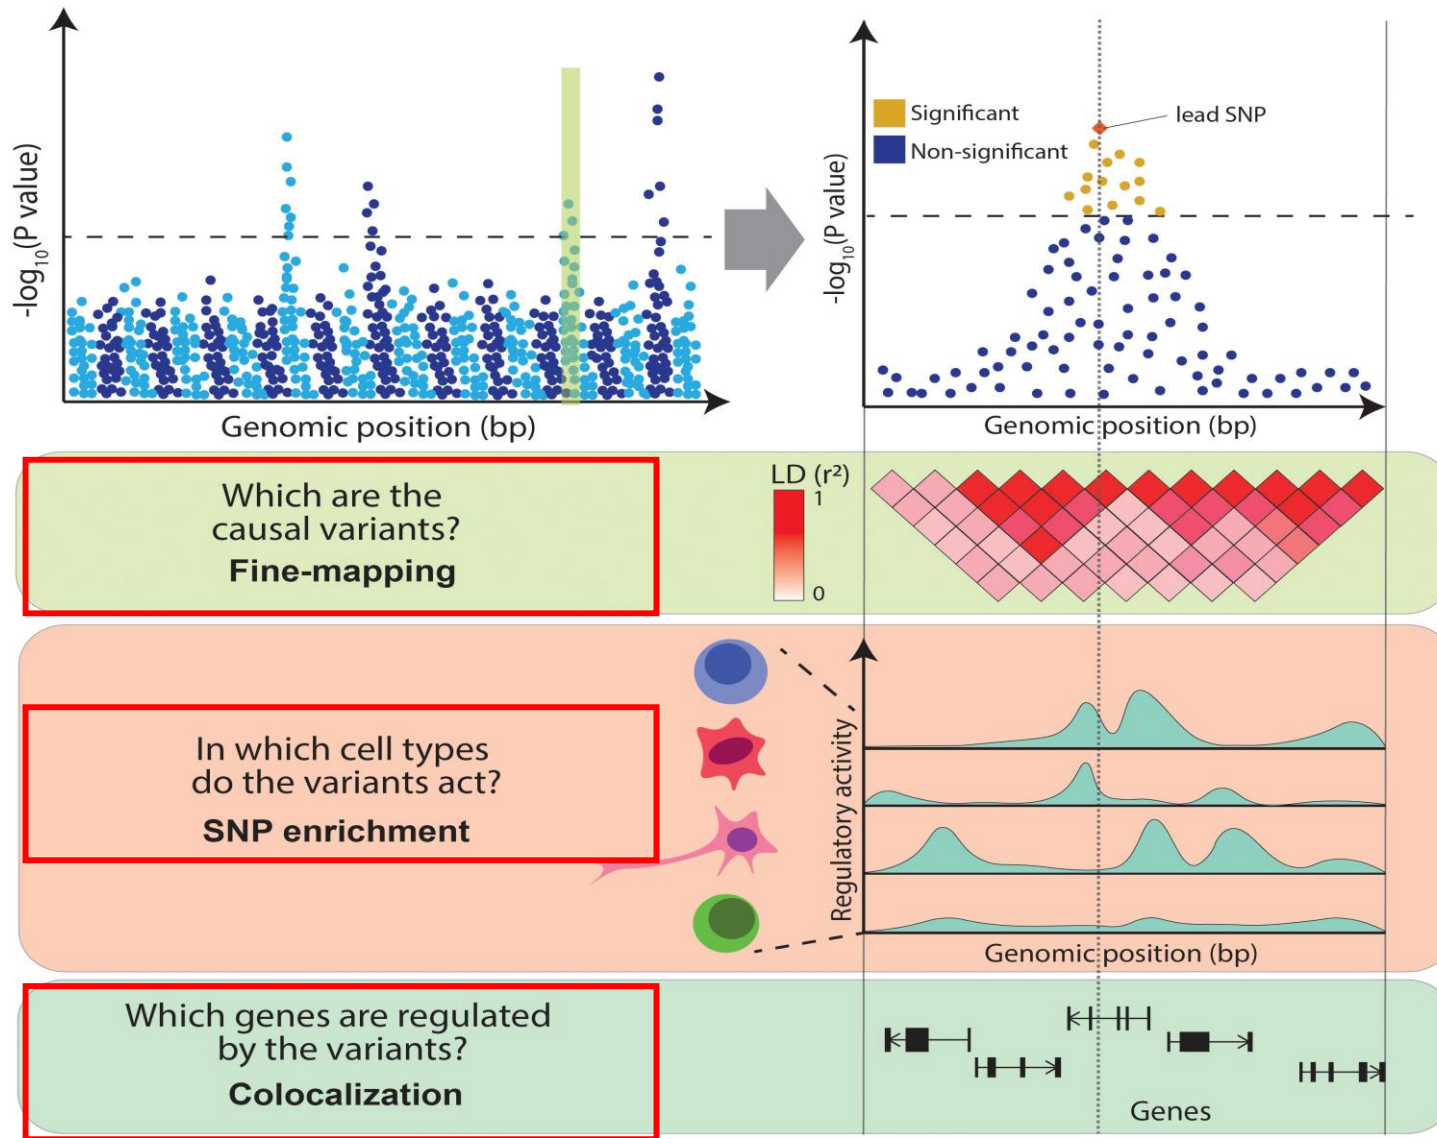 -log10(P value)
Genomic position (bp)
-log10(P value)
Significant
Non-significant
lead SNP
Genomic position (bp)
Which are the
causal variants?
Fine-mapping
LD (r²)
1
0
In which cell types
do the variants act?
SNP enrichment
Regulatory activity
Genomic position (bp)
Which genes are regulated
by the variants?
Colocalization
Genes